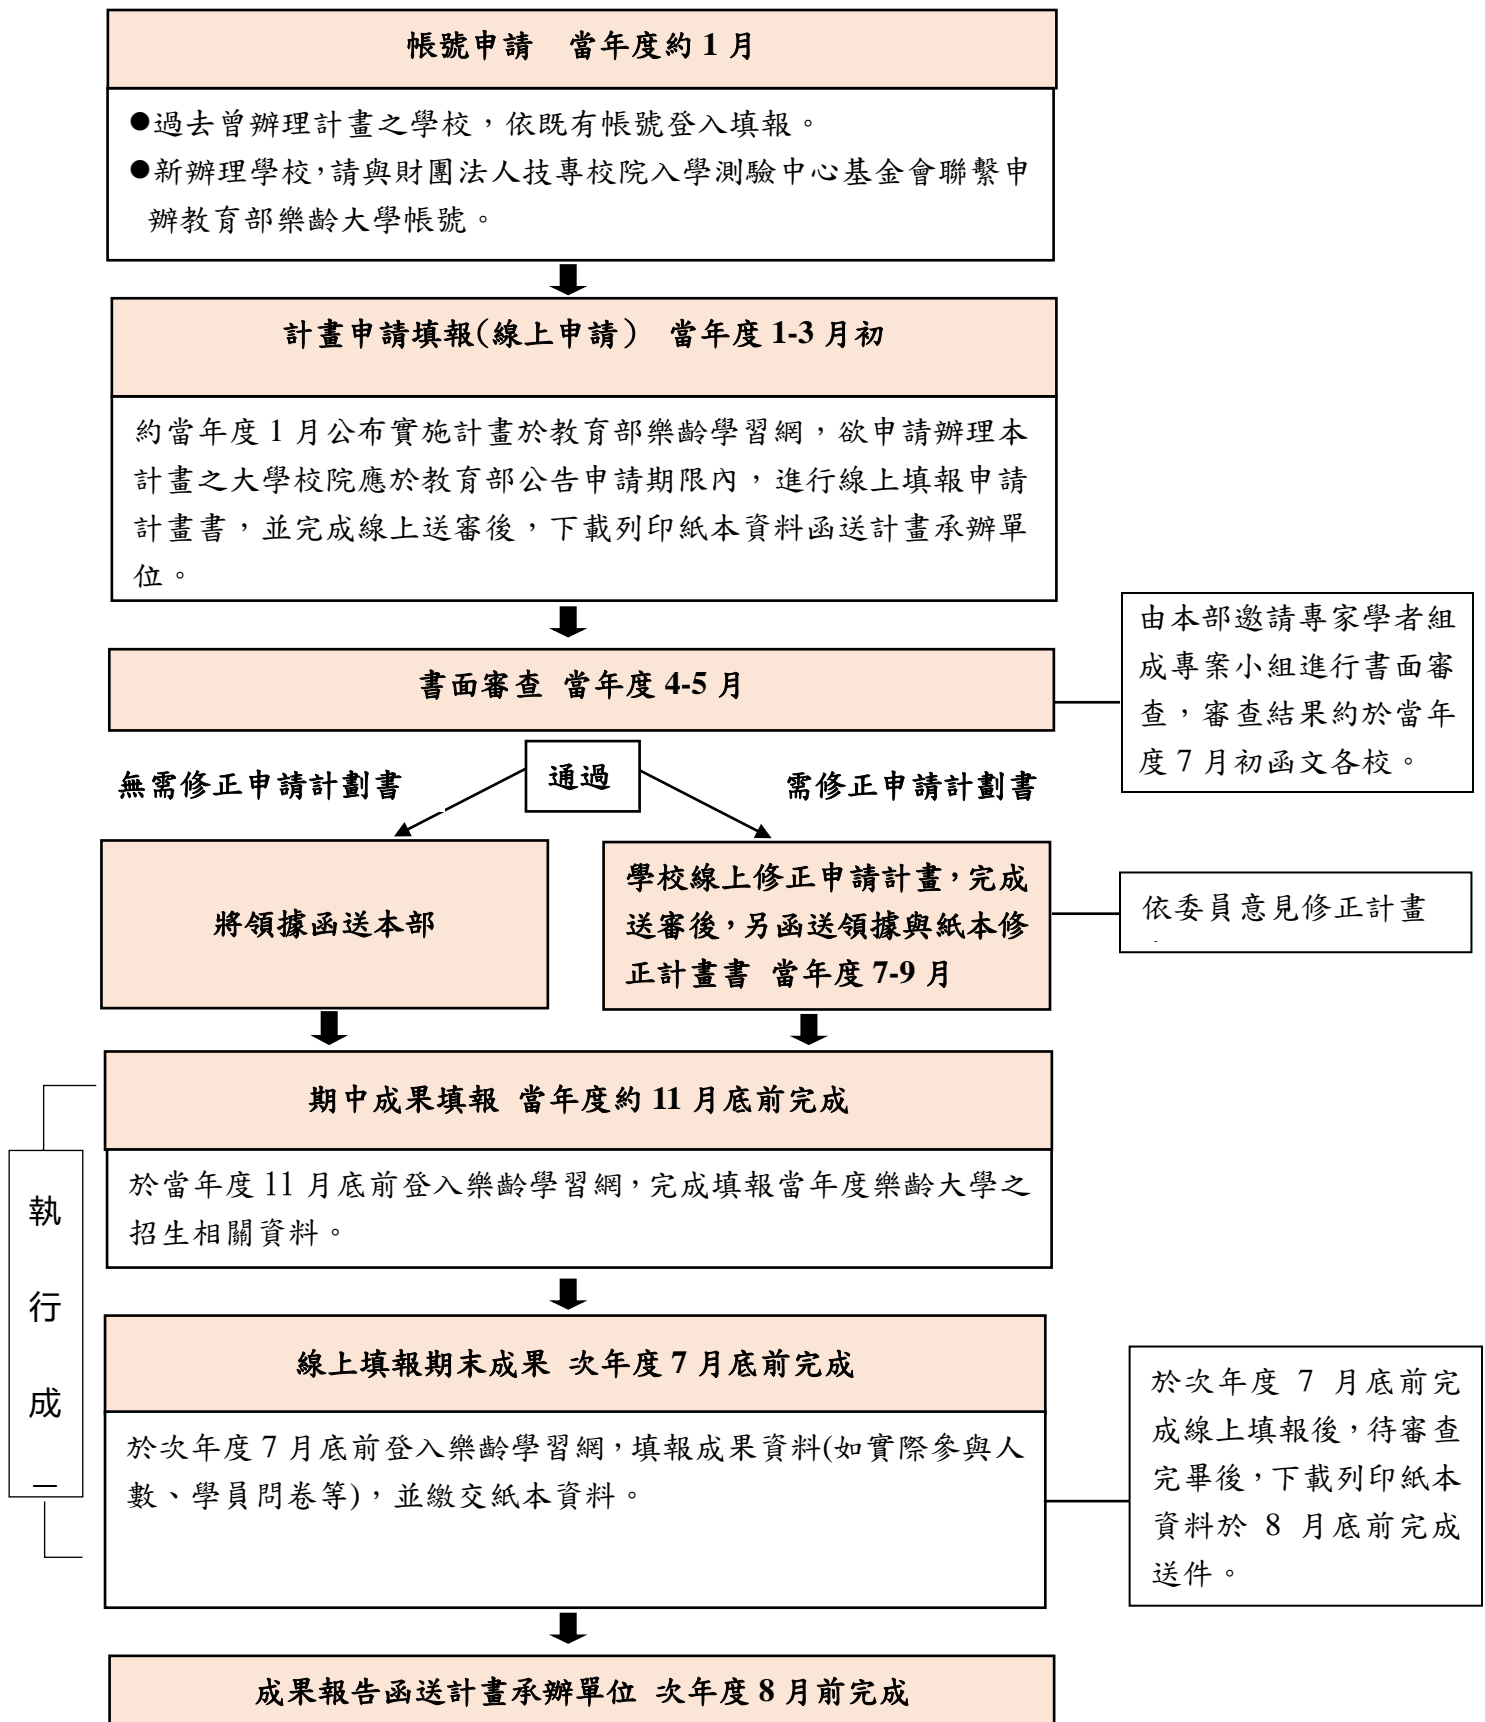 帳號申請　當年度約 1 月
●過去曾辦理計畫之學校，依既有帳號登入填報。
●新辦理學校，請與財團法人技專校院入學測驗中心基金會聯繫申
辦教育部樂齡大學帳號。
計畫申請填報(線上申請） 當年度 1-3 月初
約當年度 1 月公布實施計畫於教育部樂齡學習網，欲申請辦理本
計畫之大學校院應於教育部公告申請期限內，進行線上填報申請
計畫書，並完成線上送審後，下載列印紙本資料函送計畫承辦單
位。
書面審查 當年度 4-5 月
由本部邀請專家學者組
成專案小組進行書面審
查，審查結果約於當年
度 7 月初函文各校。
通過
無需修正申請計劃書
需修正申請計劃書
將領據函送本部
學校線上修正申請計畫，完成
送審後，另函送領據與紙本修
正計畫書 當年度 7-9 月
依委員意見修正計畫
期中成果填報 當年度約 11 月底前完成
於當年度 11 月底前登入樂齡學習網，完成填報當年度樂齡大學之
招生相關資料。
執
行
成
線上填報期末成果 次年度 7 月底前完成
於次年度 7 月底前登入樂齡學習網，填報成果資料(如實際參與人
數、學員問卷等)，並繳交紙本資料。
於次年度 7 月底前完
成線上填報後，待審查
完畢後，下載列印紙本
資料於 8 月底前完成
送件。
成果報告函送計畫承辦單位 次年度 8 月前完成